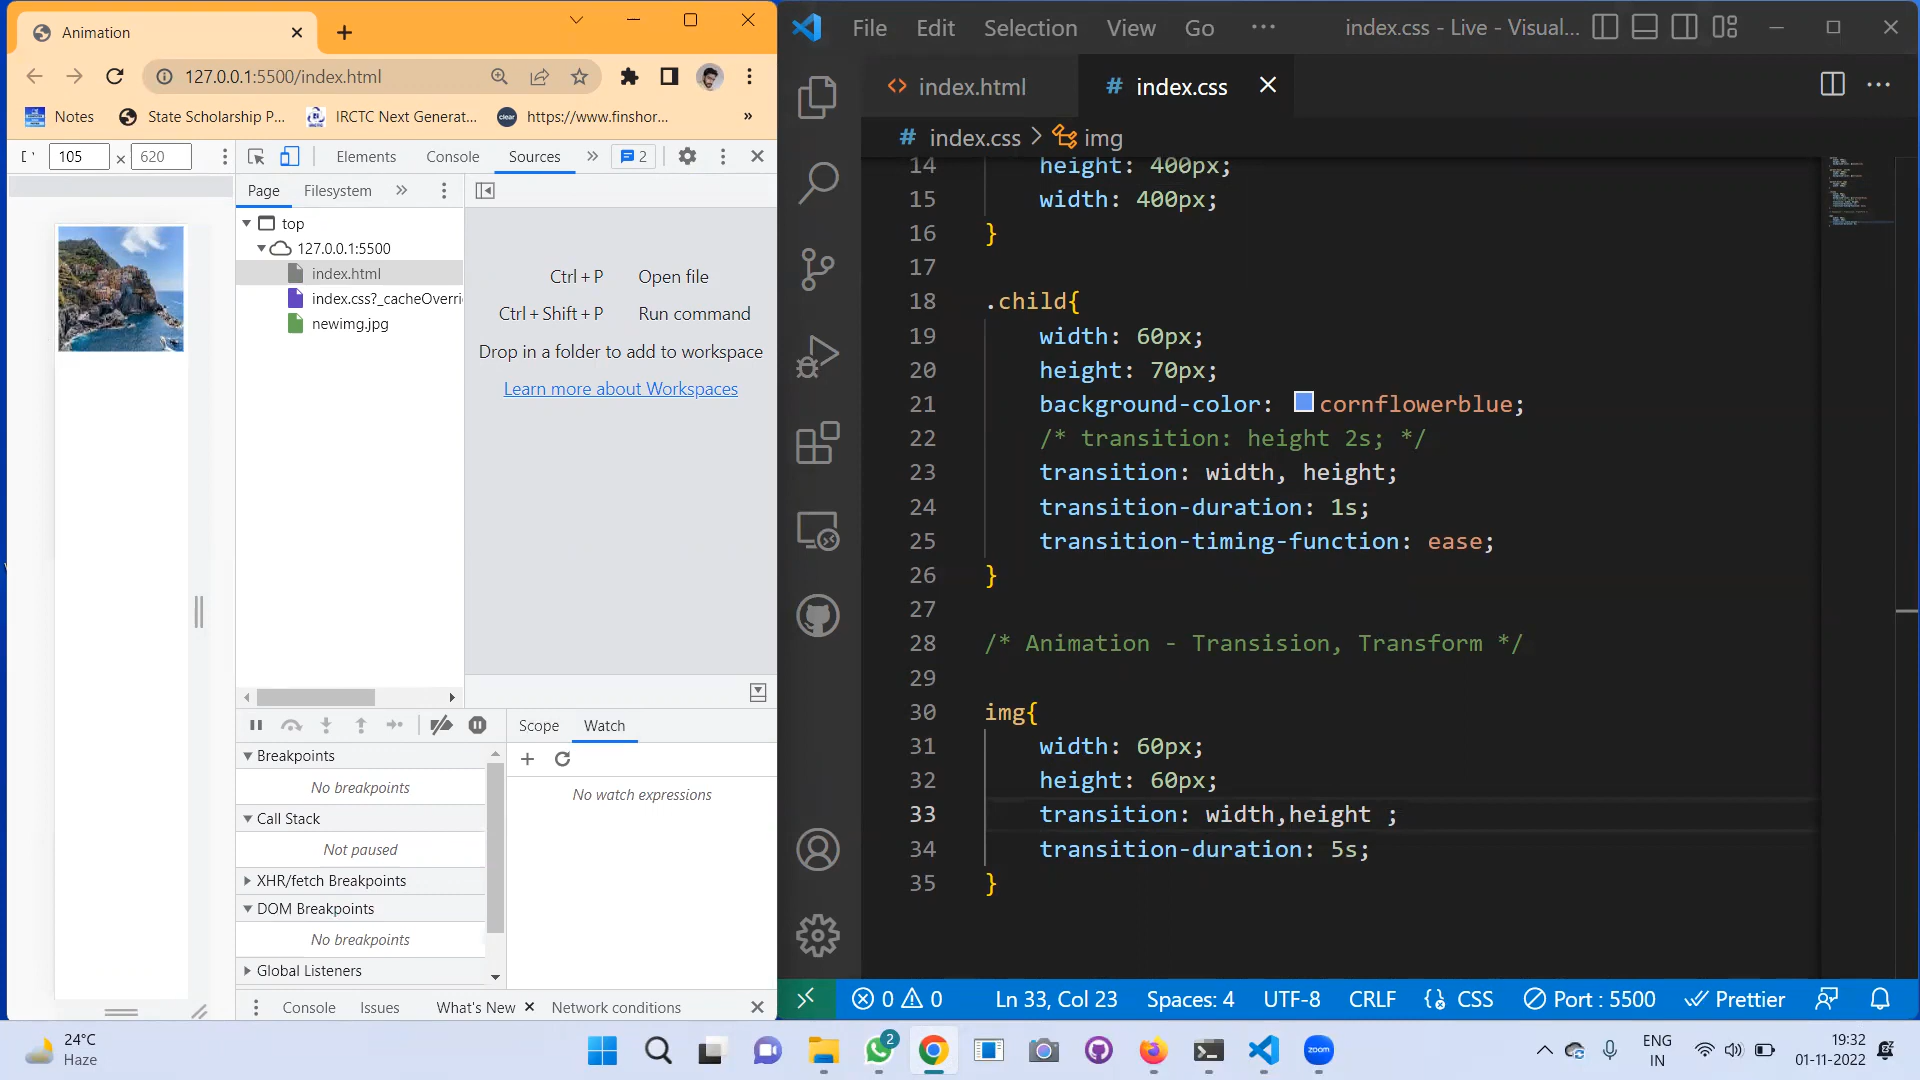 Animation
127.0.0.1:5500/index.html
Notes
State Scholarship P...
IRCTC Next Generat...
clear
https://www.finshor...
»
105 × 620
Elements
Console
Sources
»
2
Page
Filesystem
»
top
127.0.0.1:5500
index.html
index.css?_cacheOverri
newimg.jpg
Ctrl + P Open file
Ctrl + Shift + P Run command
Drop in a folder to add to workspace
Learn more about Workspaces
Scope
Watch
Breakpoints
No breakpoints
Call Stack
Not paused
XHR/fetch Breakpoints
DOM Breakpoints
No breakpoints
Global Listeners
No watch expressions
Console
Issues
What's New
Network conditions
File Edit Selection View Go ···
index.css - Live - Visual...
<> index.html
# index.css
# index.css > img
14 height: 400px;
15 width: 400px;
16 }
17
18 .child{
19 width: 60px;
20 height: 70px;
21 background-color: cornflowerblue;
22 /* transition: height 2s; */
23 transition: width, height;
24 transition-duration: 1s;
25 transition-timing-function: ease;
26 }
27
28 /* Animation - Transision, Transform */
29
30 img{
31 width: 60px;
32 height: 60px;
33 transition: width,height ;
34 transition-duration: 5s;
35 }
0 0
Ln 33, Col 23
Spaces: 4
UTF-8
CRLF
CSS
Port : 5500
Prettier
24°C
Haze
2
zoom
ENG
IN
19:32
01-11-2022